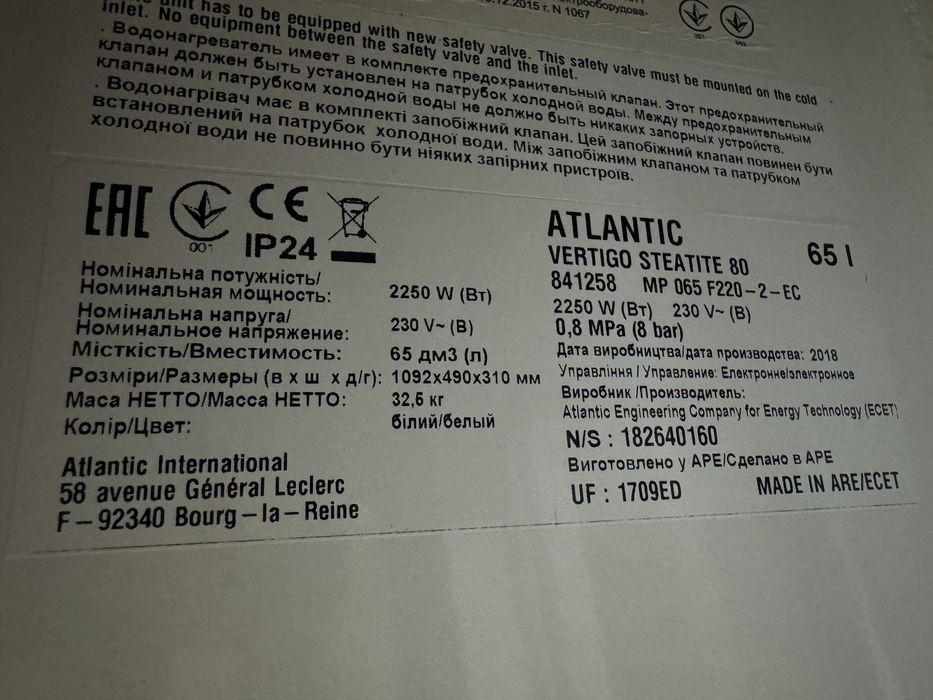 unit has to be equipped with new safety valve. This safety valve must be mounted on the cold
inlet. No equipment between the safety valve and the inlet.
12.2015 г. N 1067
001
. Водонагреватель имеет в комплекте предохранительный клапан. Этот предохранительный
клапан должен быть установлен на патрубок холодной воды. Между предохранительным
клапаном и патрубком холодной воды не должно быть никаких запорных устройств.
. Водонагрівач має в комплекті запобіжний клапан. Цей запобіжний клапан повинен бути
встановлений на патрубок холодної води. Між запобіжним клапаном та патрубком
холодної води не повинно бути ніяких запірних пристроїв.
EAC
001
CE
IP24
Номінальна потужність/
Номинальная мощность: 2250 W (Вт)
Номінальна напруга/
Номинальное напряжение: 230 V~ (В)
Місткість/Вместимость: 65 дм3 (л)
Розміри/Размеры (в х ш х д/г): 1092x490x310 мм
Маса НЕТТО/Масса НЕТТО: 32,6 кг
Колір/Цвет: білий/белый
Atlantic International
58 avenue Général Leclerc
F-92340 Bourg-la-Reine
ATLANTIC
VERTIGO STEATITE 80 65 l
841258 MP 065 F220-2-EC
2250 W (Вт) 230 V~ (В)
0,8 MPa (8 bar)
Дата виробництва/дата производства: 2018
Управління / Управление: Електронне/электронное
Виробник /Производитель:
Atlantic Engineering Company for Energy Technology (ECET)
N/S : 182640160
Виготовлено у АРЕ/Сделано в АРЕ
UF : 1709ED MADE IN ARE/ECET